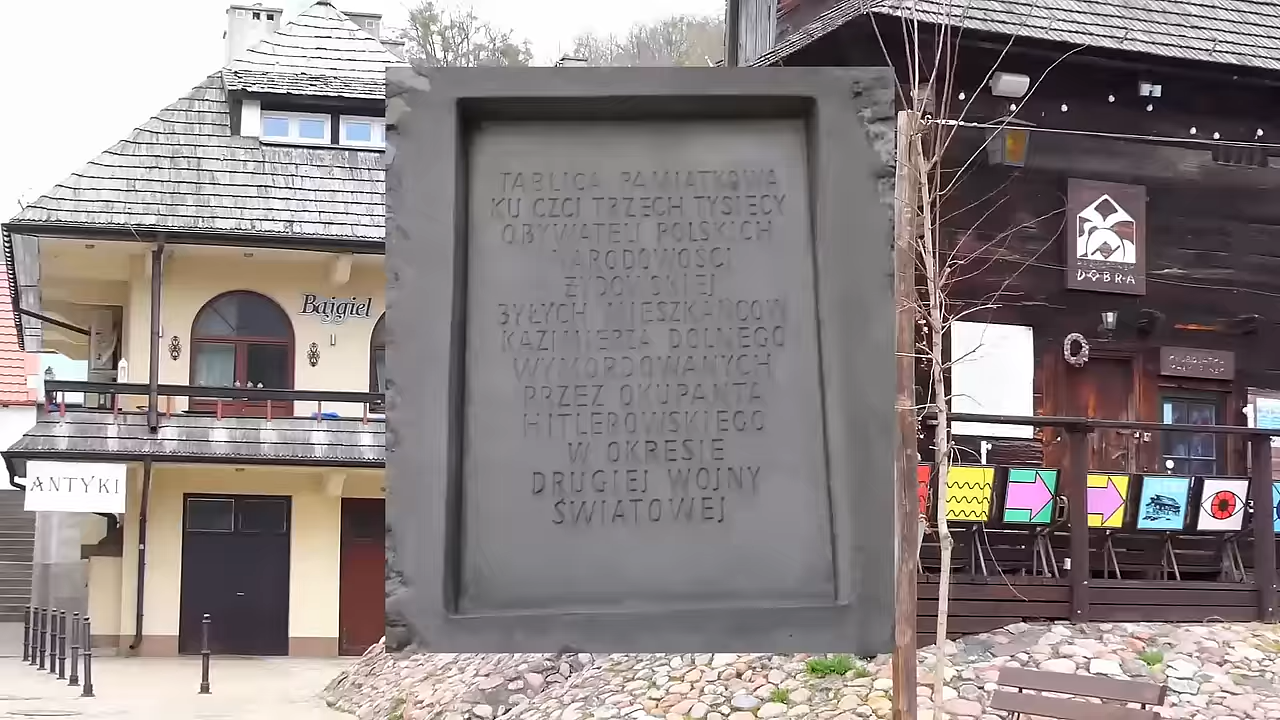 TABLICA PAMIĄTKOWA
KU CZCI TRZECH TYSIĘCY
OBYWATELI POLSKICH
NARODOWOŚCI
ŻYDOWSKIEJ
BYŁYCH MIESZKAŃCÓW
KAZIMIERZA DOLNEGO
WYMORDOWANYCH
PRZEZ OKUPANTA
HITLEROWSKIEGO
W OKRESIE
DRUGIEJ WOJNY
ŚWIATOWEJ
Bajgiel
ANTYKI
DOBRA